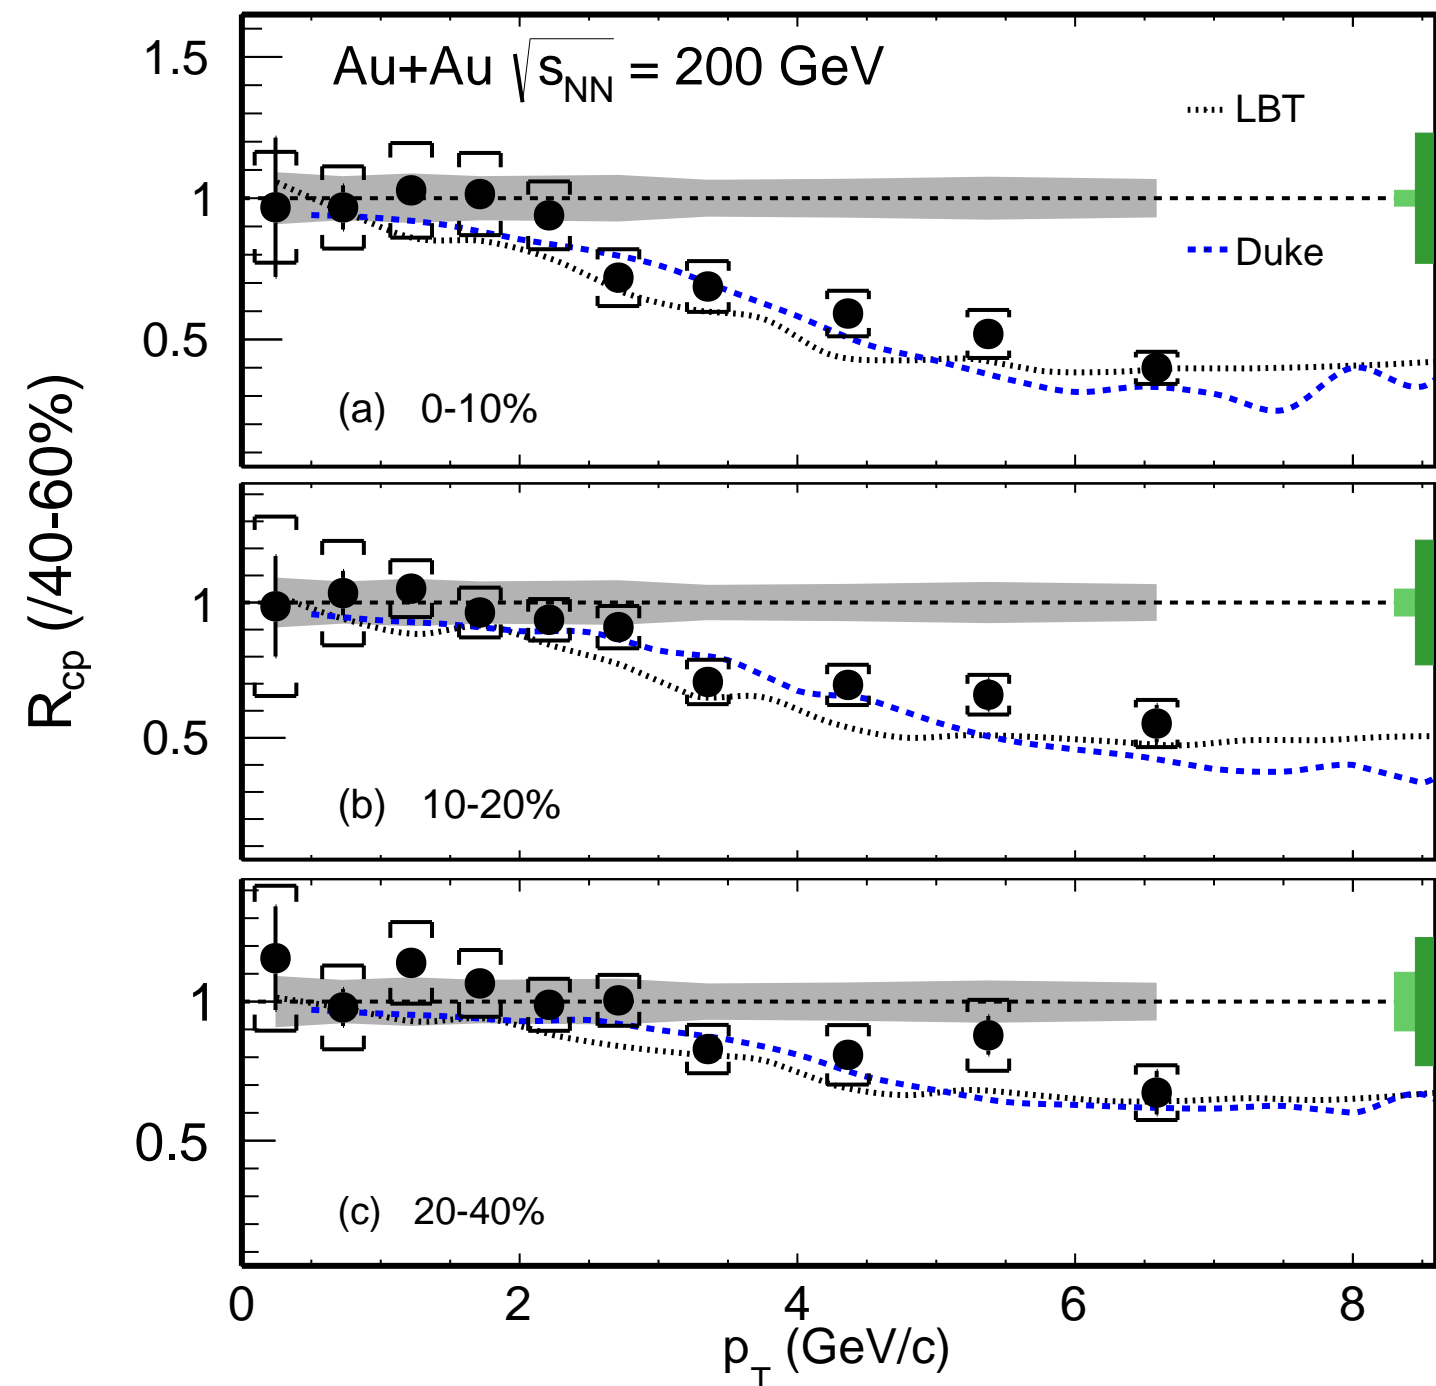 Au+Au √sNN = 200 GeV
LBT
Duke
1.5
1
0.5
(a) 0-10%
1
0.5
(b) 10-20%
1
0.5
(c) 20-40%
0 2 4 6 8
pT (GeV/c)
Rcp (/40-60%)